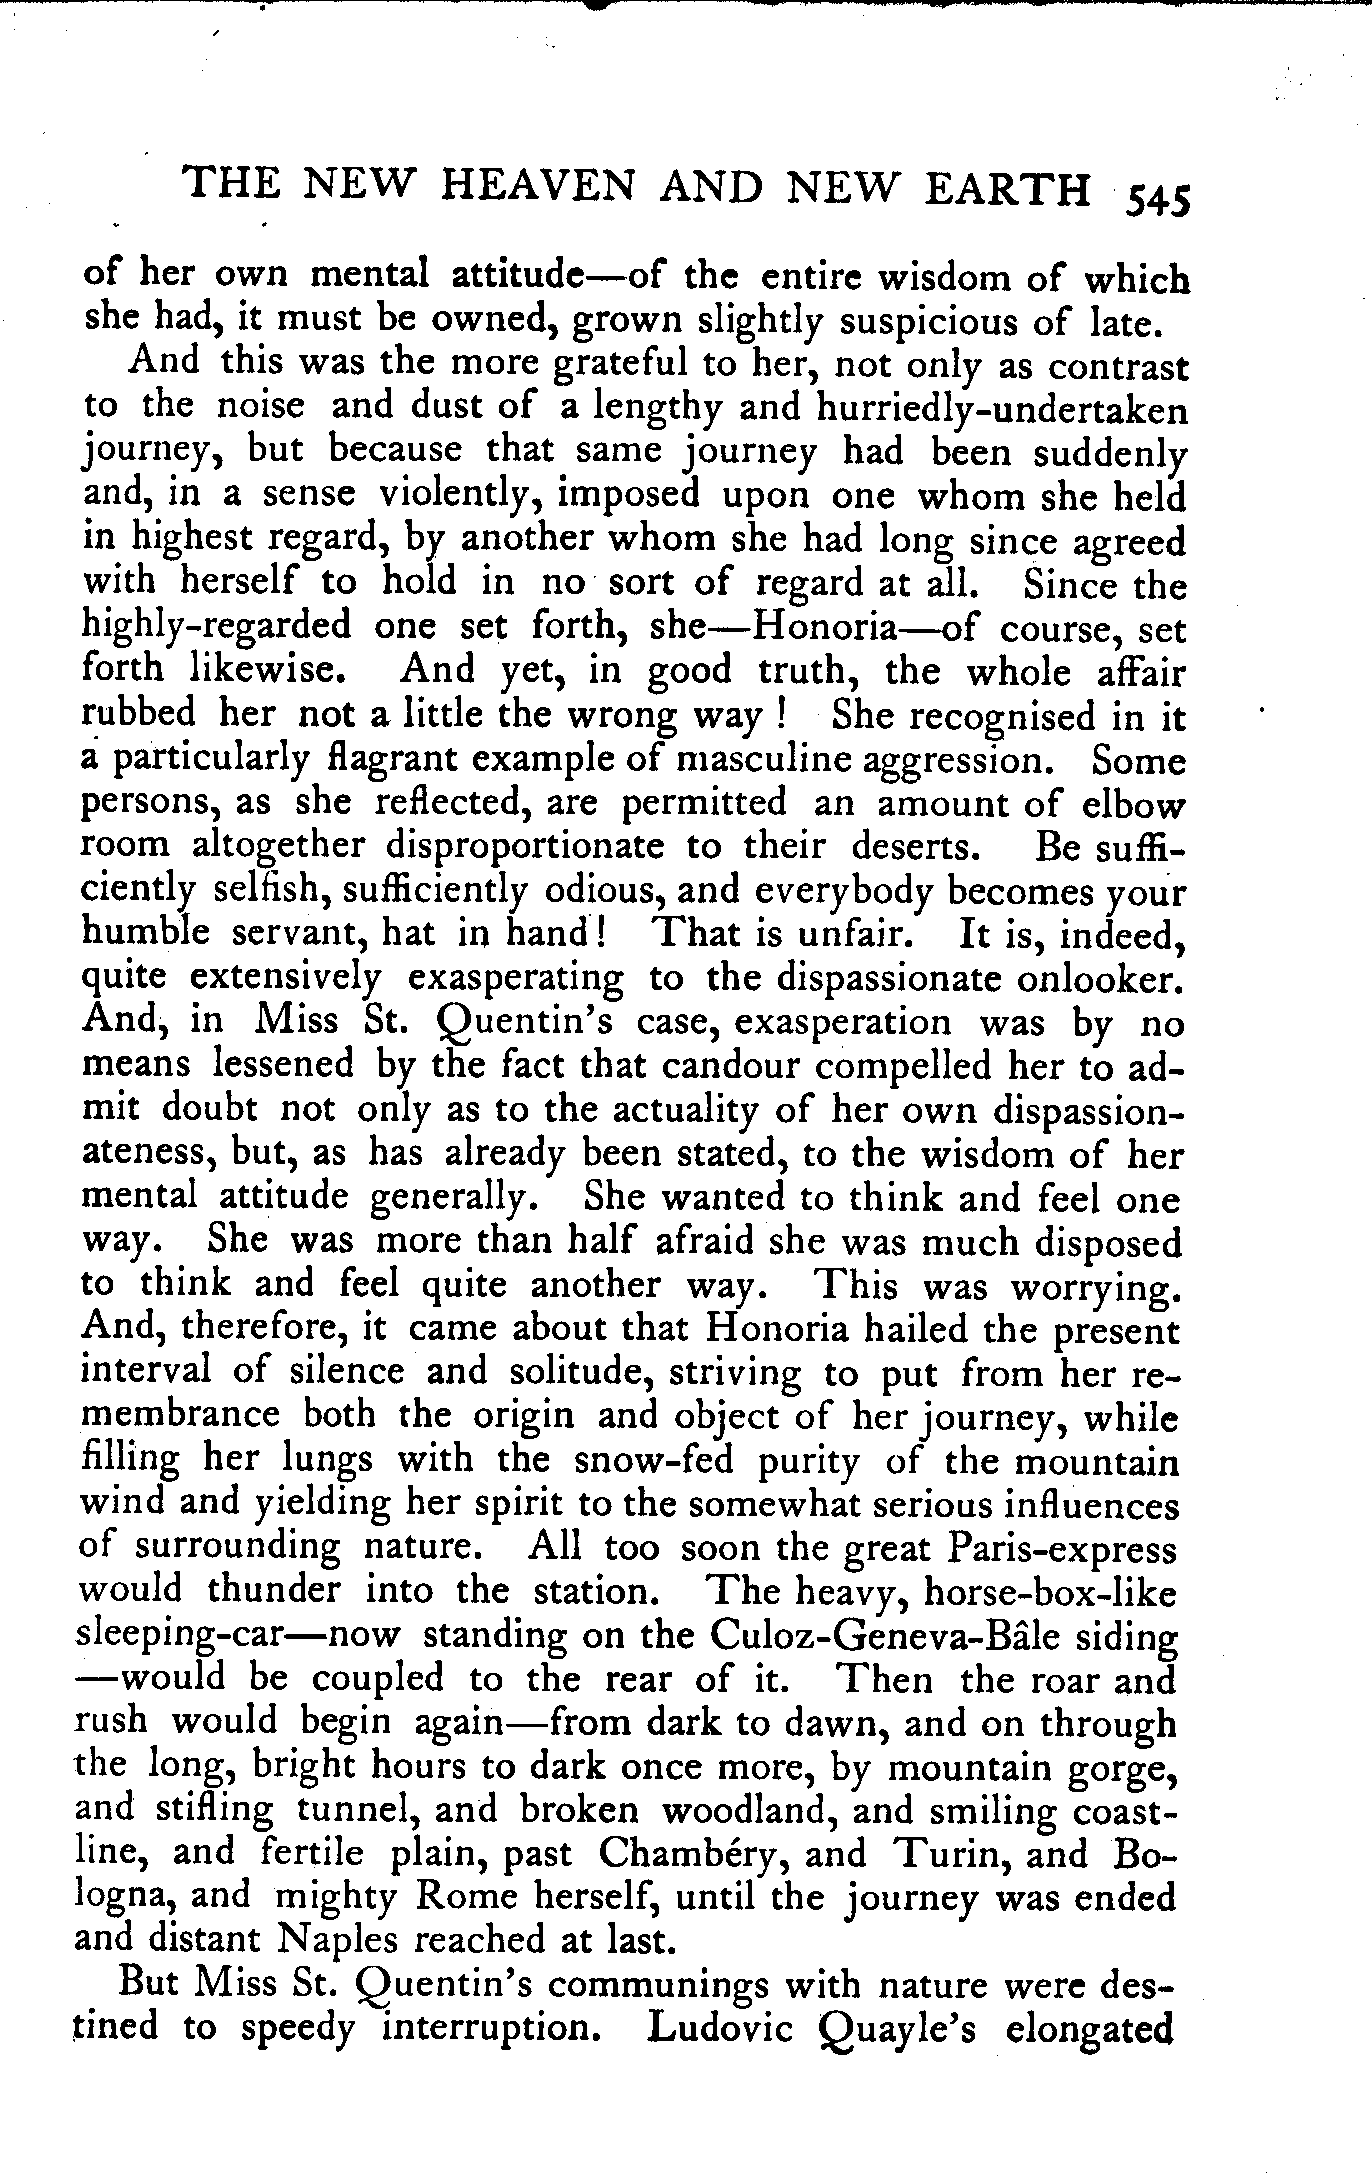 THE NEW HEAVEN AND NEW EARTH 545
of her own mental attitude—of the entire wisdom of which
she had, it must be owned, grown slightly suspicious of late.
And this was the more grateful to her, not only as contrast
to the noise and dust of a lengthy and hurriedly-undertaken
journey, but because that same journey had been suddenly
and, in a sense violently, imposed upon one whom she held
in highest regard, by another whom she had long since agreed
with herself to hold in no sort of regard at all. Since the
highly-regarded one set forth, she—Honoria—of course, set
forth likewise. And yet, in good truth, the whole affair
rubbed her not a little the wrong way ! She recognised in it
a particularly flagrant example of masculine aggression. Some
persons, as she reflected, are permitted an amount of elbow
room altogether disproportionate to their deserts. Be suffi-
ciently selfish, sufficiently odious, and everybody becomes your
humble servant, hat in hand ! That is unfair. It is, indeed,
quite extensively exasperating to the dispassionate onlooker.
And, in Miss St. Quentin's case, exasperation was by no
means lessened by the fact that candour compelled her to ad-
mit doubt not only as to the actuality of her own dispassion-
ateness, but, as has already been stated, to the wisdom of her
mental attitude generally. She wanted to think and feel one
way. She was more than half afraid she was much disposed
to think and feel quite another way. This was worrying.
And, therefore, it came about that Honoria hailed the present
interval of silence and solitude, striving to put from her re-
membrance both the origin and object of her journey, while
filling her lungs with the snow-fed purity of the mountain
wind and yielding her spirit to the somewhat serious influences
of surrounding nature. All too soon the great Paris-express
would thunder into the station. The heavy, horse-box-like
sleeping-car—now standing on the Culoz-Geneva-Bâle siding
—would be coupled to the rear of it. Then the roar and
rush would begin again—from dark to dawn, and on through
the long, bright hours to dark once more, by mountain gorge,
and stifling tunnel, and broken woodland, and smiling coast-
line, and fertile plain, past Chambéry, and Turin, and Bo-
logna, and mighty Rome herself, until the journey was ended
and distant Naples reached at last.
But Miss St. Quentin's communings with nature were des-
tined to speedy interruption. Ludovic Quayle's elongated